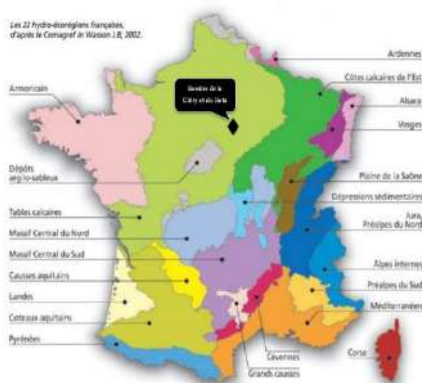 Les 22 hydro-écorégions françaises,
d'après le Cemagref in Wasson J.B, 2002.
Ardennes
Côtes calcaires de l'Est
Armoricain
Alsace
Vosges
Dépôts
argilo-sableux
Plaine de la Saône
Dépressions sédimentaires
Tables calcaires
Jura,
Préalpes du Nord
Massif Central du Nord
Massif Central du Sud
Alpes internes
Causses aquitains
Préalpes du Sud
Landes
Méditerranéen
Coteaux aquitains
Pyrénées
Cévennes
Grands causses
Corse